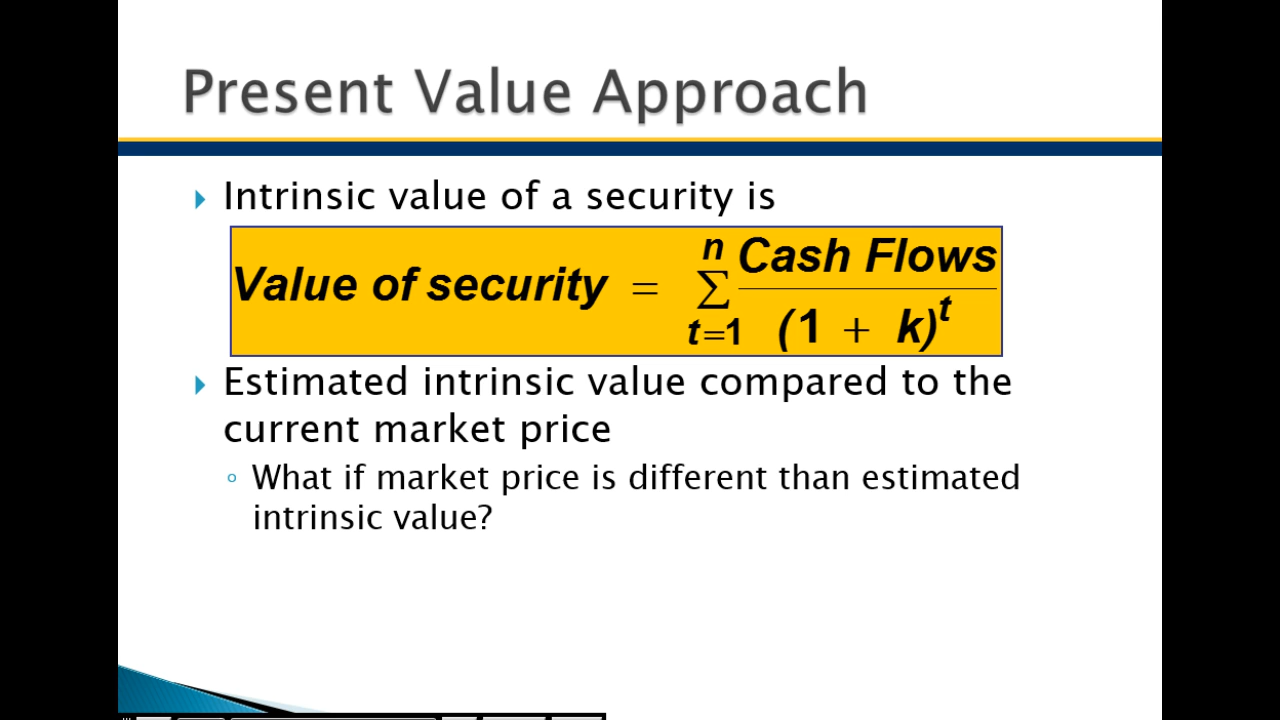 Present Value Approach
Intrinsic value of a security is
Value of security = n Σ t=1 Cash Flows / (1 + k)^t
Estimated intrinsic value compared to the
current market price
What if market price is different than estimated
intrinsic value?